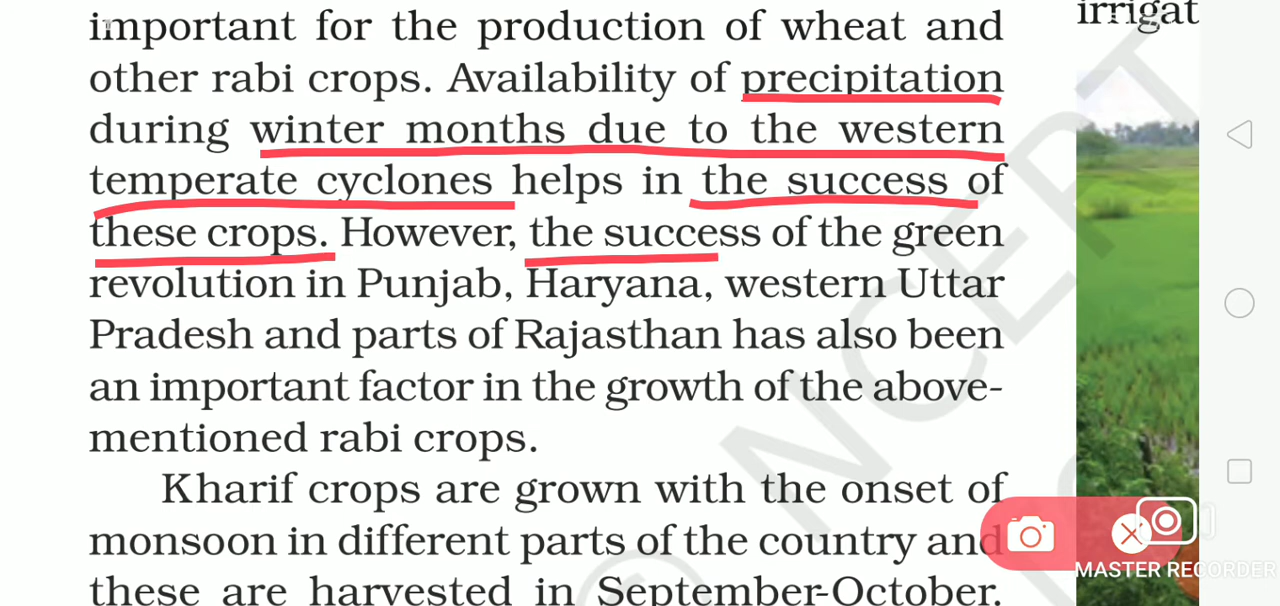 important for the production of wheat and
other rabi crops. Availability of precipitation
during winter months due to the western
temperate cyclones helps in the success of
these crops. However, the success of the green
revolution in Punjab, Haryana, western Uttar
Pradesh and parts of Rajasthan has also been
an important factor in the growth of the above-
mentioned rabi crops.
Kharif crops are grown with the onset of
monsoon in different parts of the country and
these are harvested in September-October.
irrigat
© NCERT
MASTER RECORDER